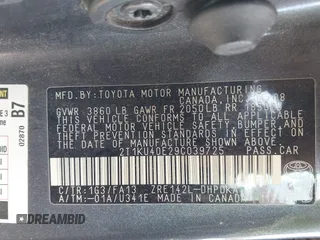 MFD.BY:TOYOTA MOTOR MANUFACTURING
CANADA, INC.
GVWR 3860 LB GAWR FR 2050LB RR
THIS VEHICLE CONFORMS TO ALL APPLICABLE
FEDERAL MOTOR VEHICLE SAFETY, BUMPER, AND
THEFT PREVENTION STANDARDS IN EFFECT ON
THE DATE OF MANUFACTURE SHOWN ABOVE.
2T1KU40E29C039725 PASS.CAR
C/TR:1G3/FA13 ZRE142L-
A/TM:-01A/U341E MADE IN CANADA
02870
B7
DREAMBID